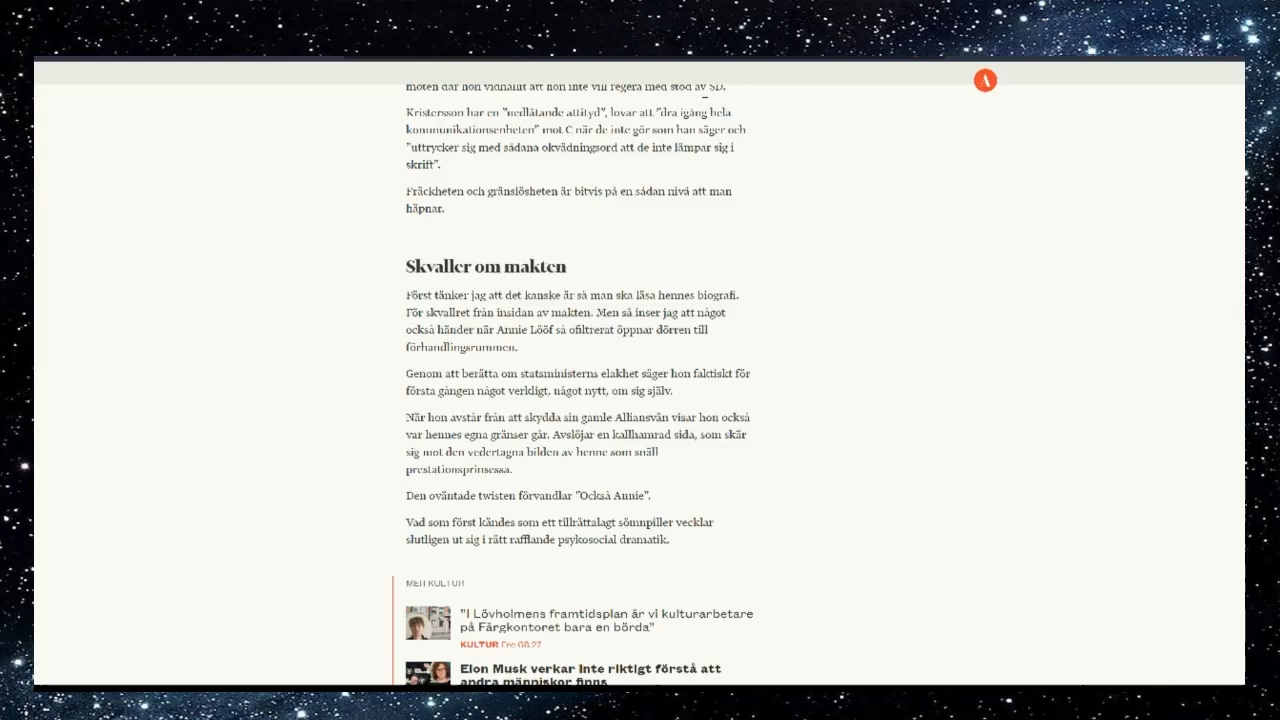 möten där hon vidhållit att hon inte vill regera med stöd av SD.
Kristersson har en ”nedlåtande attityd”, lovar att ”dra igång hela
kommunikationsenheten” mot C när de inte gör som han säger och
”uttrycker sig med sådana okvädningsord att de inte lämpar sig i
skrift”.
Fräckheten och gränslösheten är bitvis på en sådan nivå att man
häpnar.
Skvaller om makten
Först tänker jag att det kanske är så man ska läsa hennes biografi.
För skvallret från insidan av makten. Men så inser jag att något
också händer när Annie Lööf så ofiltrerat öppnar dörren till
förhandlingsrummen.
Genom att berätta om statsministerns elakhet säger hon faktiskt för
första gången något verkligt, något nytt, om sig själv.
När hon avstår från att skydda sin gamle Alliansvän visar hon också
var hennes egna gränser går. Avslöjar en kallhamrad sida, som skär
sig mot den vedertagna bilden av henne som snäll
prestationsprinsessa.
Den oväntade twisten förvandlar ”Också Annie”.
Vad som först kändes som ett tillrättalagt sömnpiller vecklar
slutligen ut sig i rätt rafflande psykosocial dramatik.
MER KULTUR
”I Lövholmens framtidsplan är vi kulturarbetare
på Färgkontoret bara en börda”
KULTUR Fre 08.27
Elon Musk verkar inte riktigt förstå att
andra människor finns